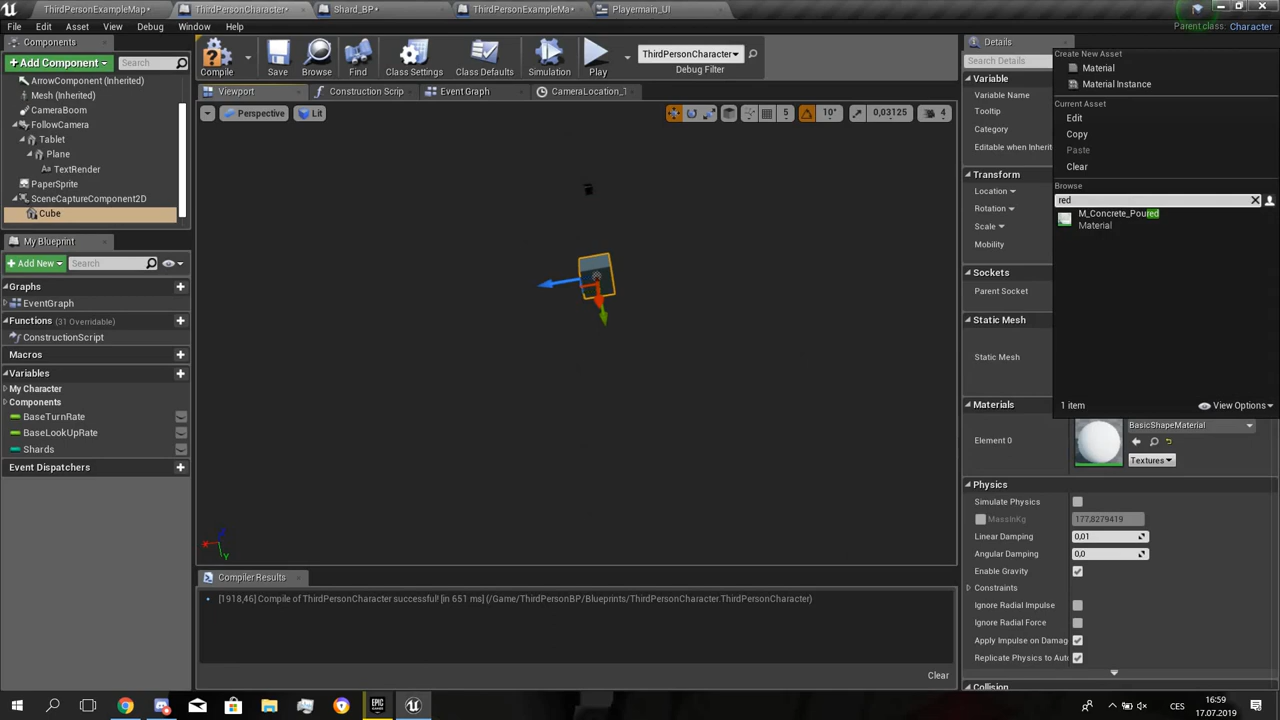 ThirdPersonExampleMap•
ThirdPersonCharacter•
Shard_BP•
ThirdPersonExampleMa•
Playermain_UI
File Edit Asset View Debug Window Help
Parent class: Character
Components
+ Add Component
Search
ArrowComponent (Inherited)
Mesh (Inherited)
CameraBoom
FollowCamera
Tablet
Plane
TextRender
PaperSprite
SceneCaptureComponent2D
Cube
My Blueprint
+ Add New
Search
Graphs
EventGraph
Functions (31 Overridable)
ConstructionScript
Macros
Variables
My Character
Components
BaseTurnRate
BaseLookUpRate
Shards
Event Dispatchers
Compile
Save
Browse
Find
Class Settings
Class Defaults
Simulation
Play
ThirdPersonCharacter
Debug Filter
Viewport
Construction Scrip
Event Graph
CameraLocation_1
Perspective
Lit
5
10°
0,03125
4
X
Y
Compiler Results
[1918,46] Compile of ThirdPersonCharacter successful! [in 651 ms] (/Game/ThirdPersonBP/Blueprints/ThirdPersonCharacter.ThirdPersonCharacter)
Clear
Details
Search Details
Variable
Variable Name
Tooltip
Category
Editable when Inherit
Transform
Location
Rotation
Scale
Mobility
Sockets
Parent Socket
Static Mesh
Static Mesh
Materials
Element 0
BasicShapeMaterial
Textures
Physics
Simulate Physics
MassInKg 177,8279419
Linear Damping 0,01
Angular Damping 0,0
Enable Gravity
Constraints
Ignore Radial Impulse
Ignore Radial Force
Apply Impulse on Damag
Replicate Physics to Auto
Collision
Create New Asset
Material
Material Instance
Current Asset
Edit
Copy
Paste
Clear
Browse
red
M_Concrete_Poured
Material
1 item
View Options
EPIC
GAMES
CES
16:59
17.07.2019